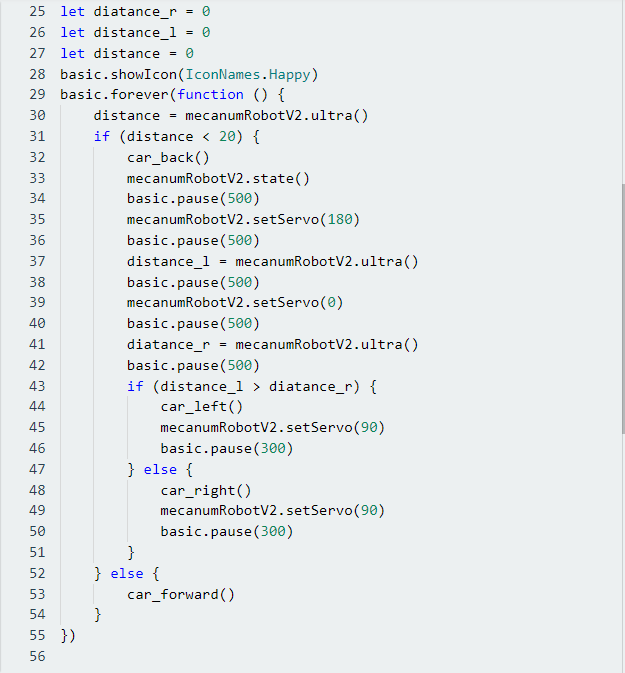 25 let diatance_r = 0
26 let distance_l = 0
27 let distance = 0
28 basic.showIcon(IconNames.Happy)
29 basic.forever(function () {
30     distance = mecanumRobotV2.ultra()
31     if (distance < 20) {
32         car_back()
33         mecanumRobotV2.state()
34         basic.pause(500)
35         mecanumRobotV2.setServo(180)
36         basic.pause(500)
37         distance_l = mecanumRobotV2.ultra()
38         basic.pause(500)
39         mecanumRobotV2.setServo(0)
40         basic.pause(500)
41         diatance_r = mecanumRobotV2.ultra()
42         basic.pause(500)
43         if (distance_l > diatance_r) {
44             car_left()
45             mecanumRobotV2.setServo(90)
46             basic.pause(300)
47         } else {
48             car_right()
49             mecanumRobotV2.setServo(90)
50             basic.pause(300)
51         }
52     } else {
53         car_forward()
54     }
55 })
56